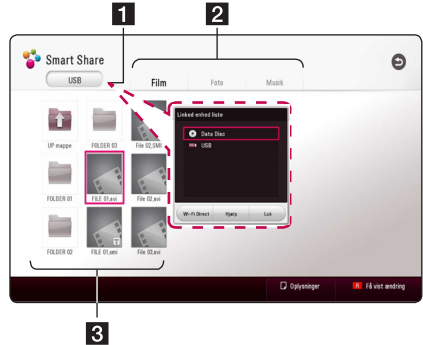 1
2
Smart Share
USB
Film
Foto
Musik
Linked enhed liste
Data Disc
USB
Wi-Fi Direct
Hjælp
Luk
UP mappe
FOLDER 03
File 02,SMI
FOLDER 01
FILE 01,avi
File 02,avi
FOLDER 02
T
FILE 01,smi
File 03,avi
Oplysninger
R Få vist ændring
3